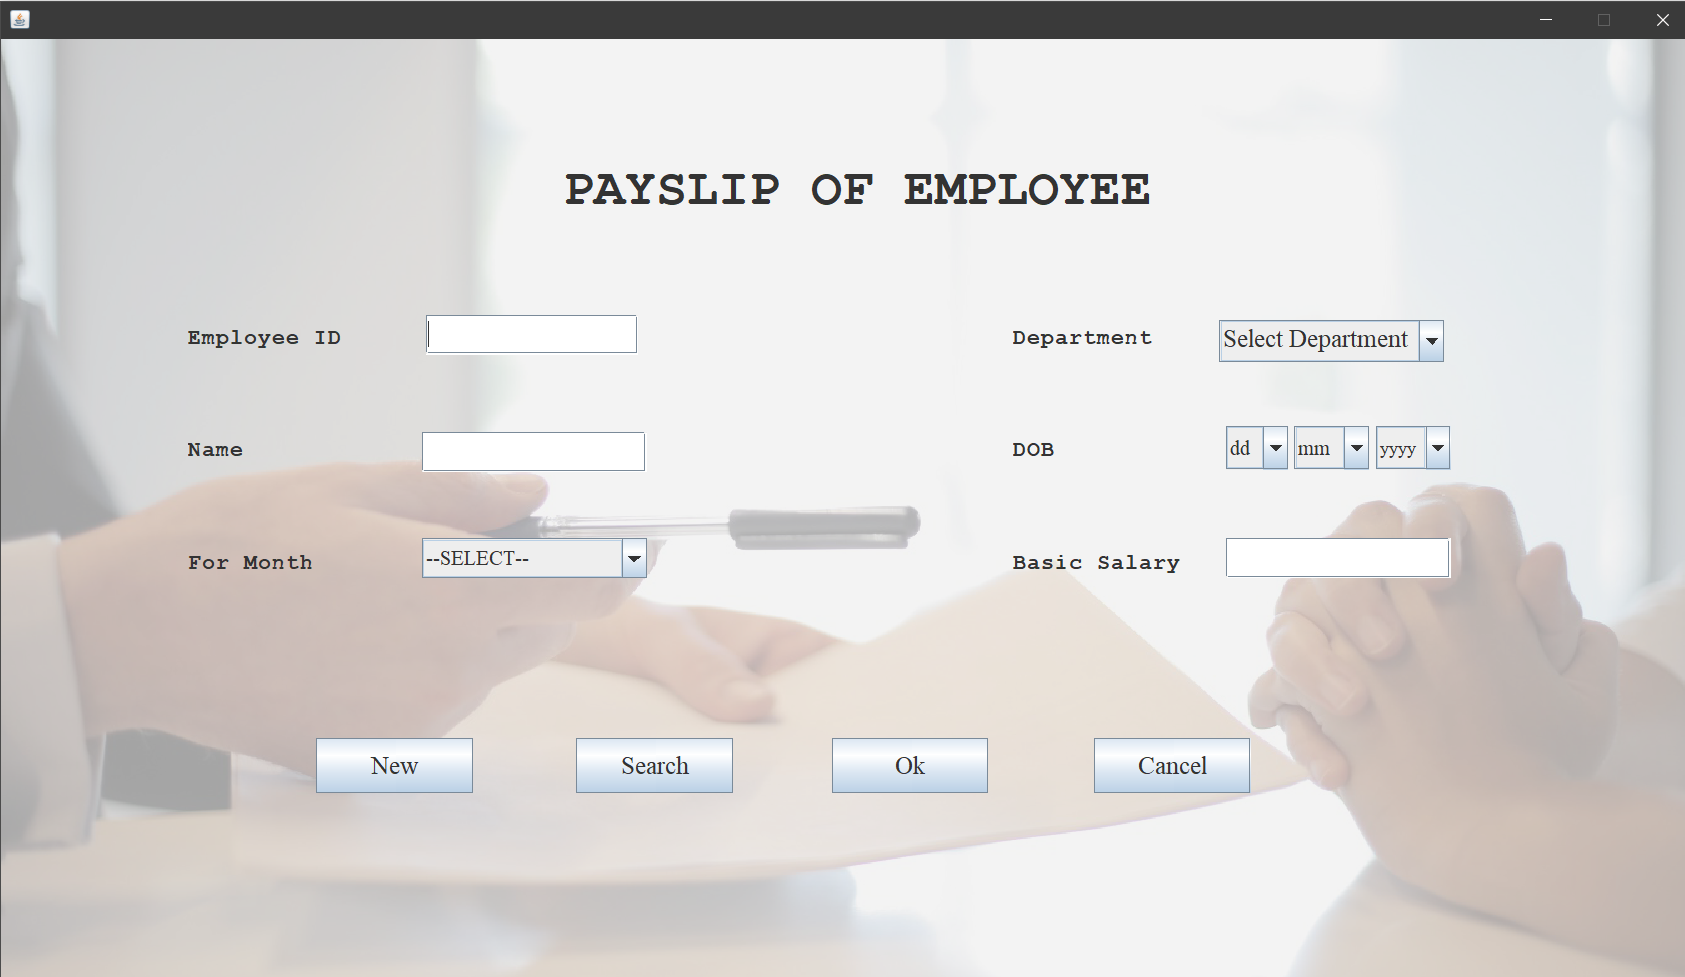 PAYSLIP OF EMPLOYEE
Employee ID
Department
Select Department
Name
DOB
dd
mm
yyyy
For Month
--SELECT--
Basic Salary
New
Search
Ok
Cancel